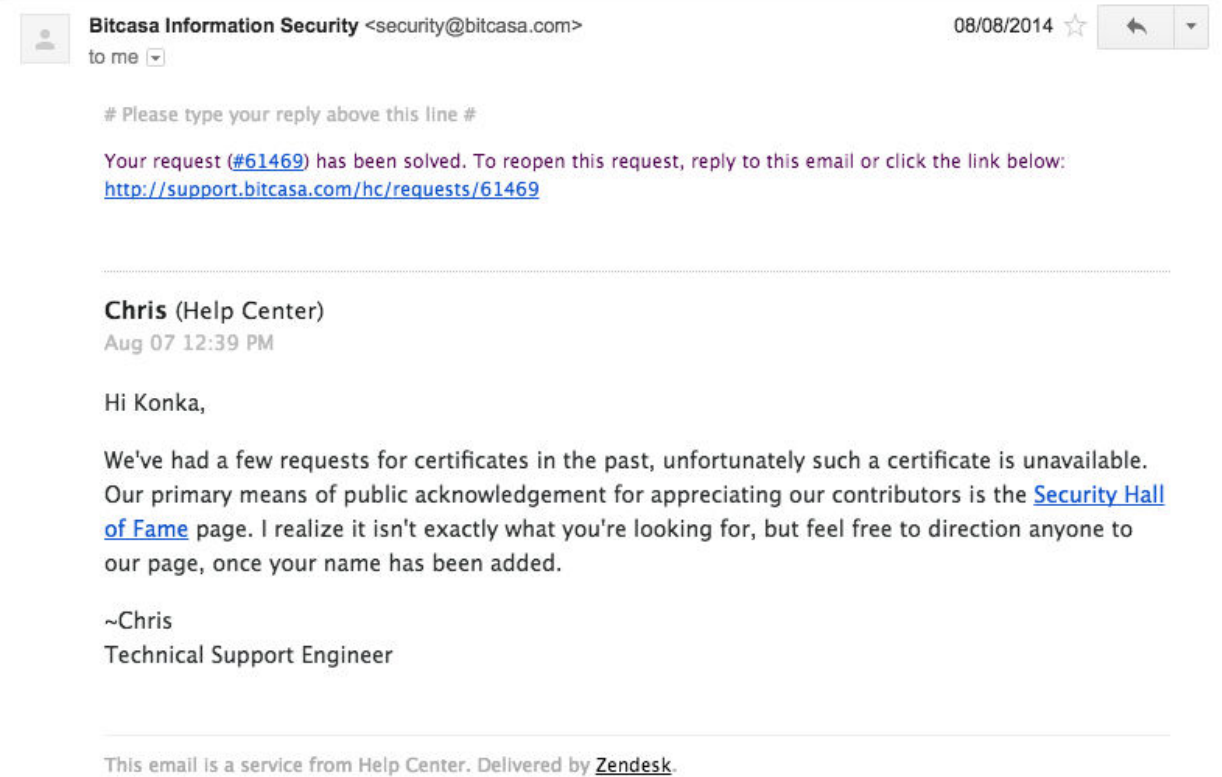 Bitcasa Information Security <security@bitcasa.com>
08/08/2014
to me
# Please type your reply above this line #
Your request (#61469) has been solved. To reopen this request, reply to this email or click the link below:
http://support.bitcasa.com/hc/requests/61469
Chris (Help Center)
Aug 07 12:39 PM
Hi Konka,
We've had a few requests for certificates in the past, unfortunately such a certificate is unavailable.
Our primary means of public acknowledgement for appreciating our contributors is the Security Hall
of Fame page. I realize it isn't exactly what you're looking for, but feel free to direction anyone to
our page, once your name has been added.
~Chris
Technical Support Engineer
This email is a service from Help Center. Delivered by Zendesk.